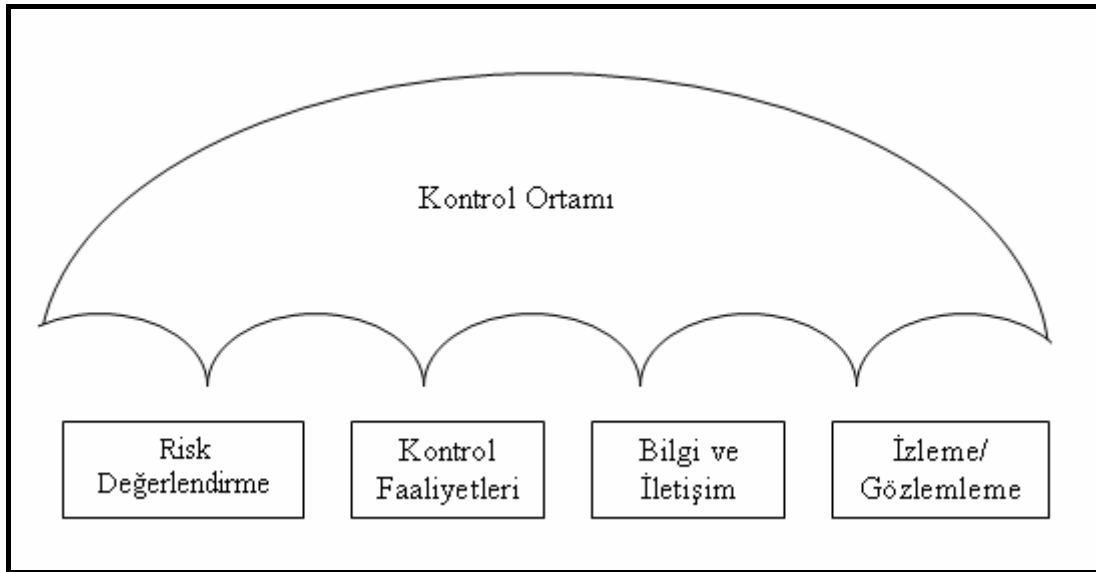 Kontrol Ortamı
Risk
Değerlendirme
Kontrol
Faaliyetleri
Bilgi ve
İletişim
İzleme/
Gözlemleme